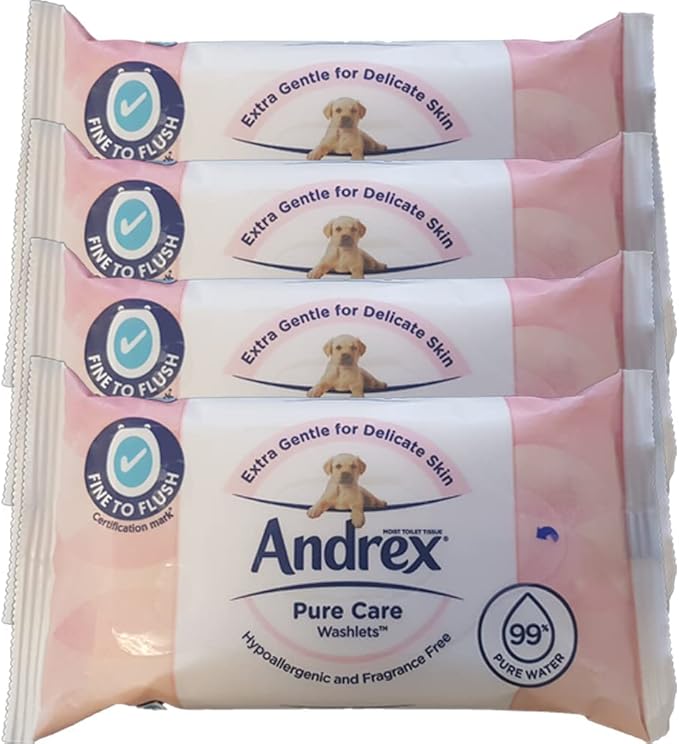 Extra Gentle for Delicate Skin
FINE TO FLUSH
Extra Gentle for Delicate Skin
FINE TO FLUSH
Extra Gentle for Delicate Skin
FINE TO FLUSH
Extra Gentle for Delicate Skin
FINE TO FLUSH
Certification mark*
MOIST TOILET TISSUE
Andrex®
Pure Care
Washlets™
Hypoallergenic and Fragrance Free
99%
PURE WATER